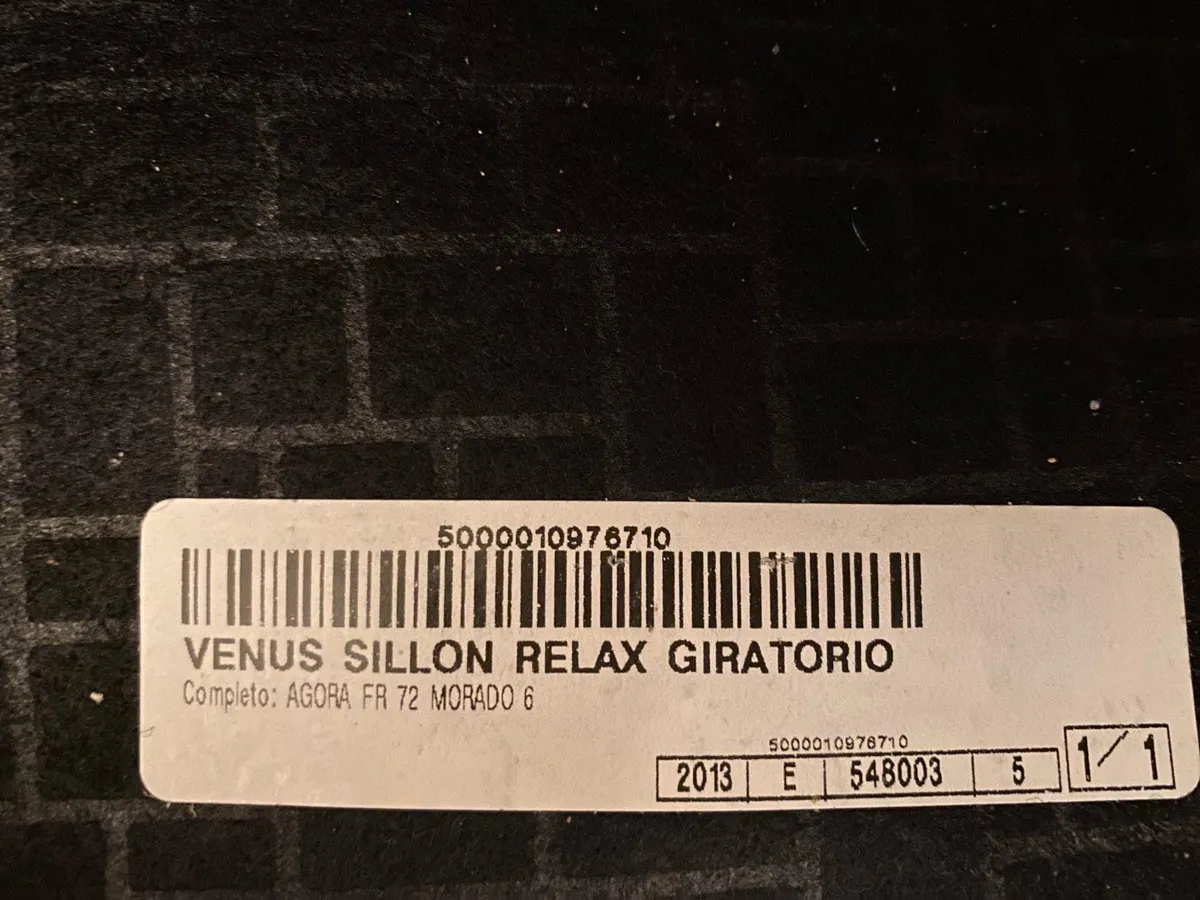 5000010976710
VENUS SILLON RELAX GIRATORIO
Completo: AGORA FR 72 MORADO 6
5000010976710
2013 E 548003 5 1/1